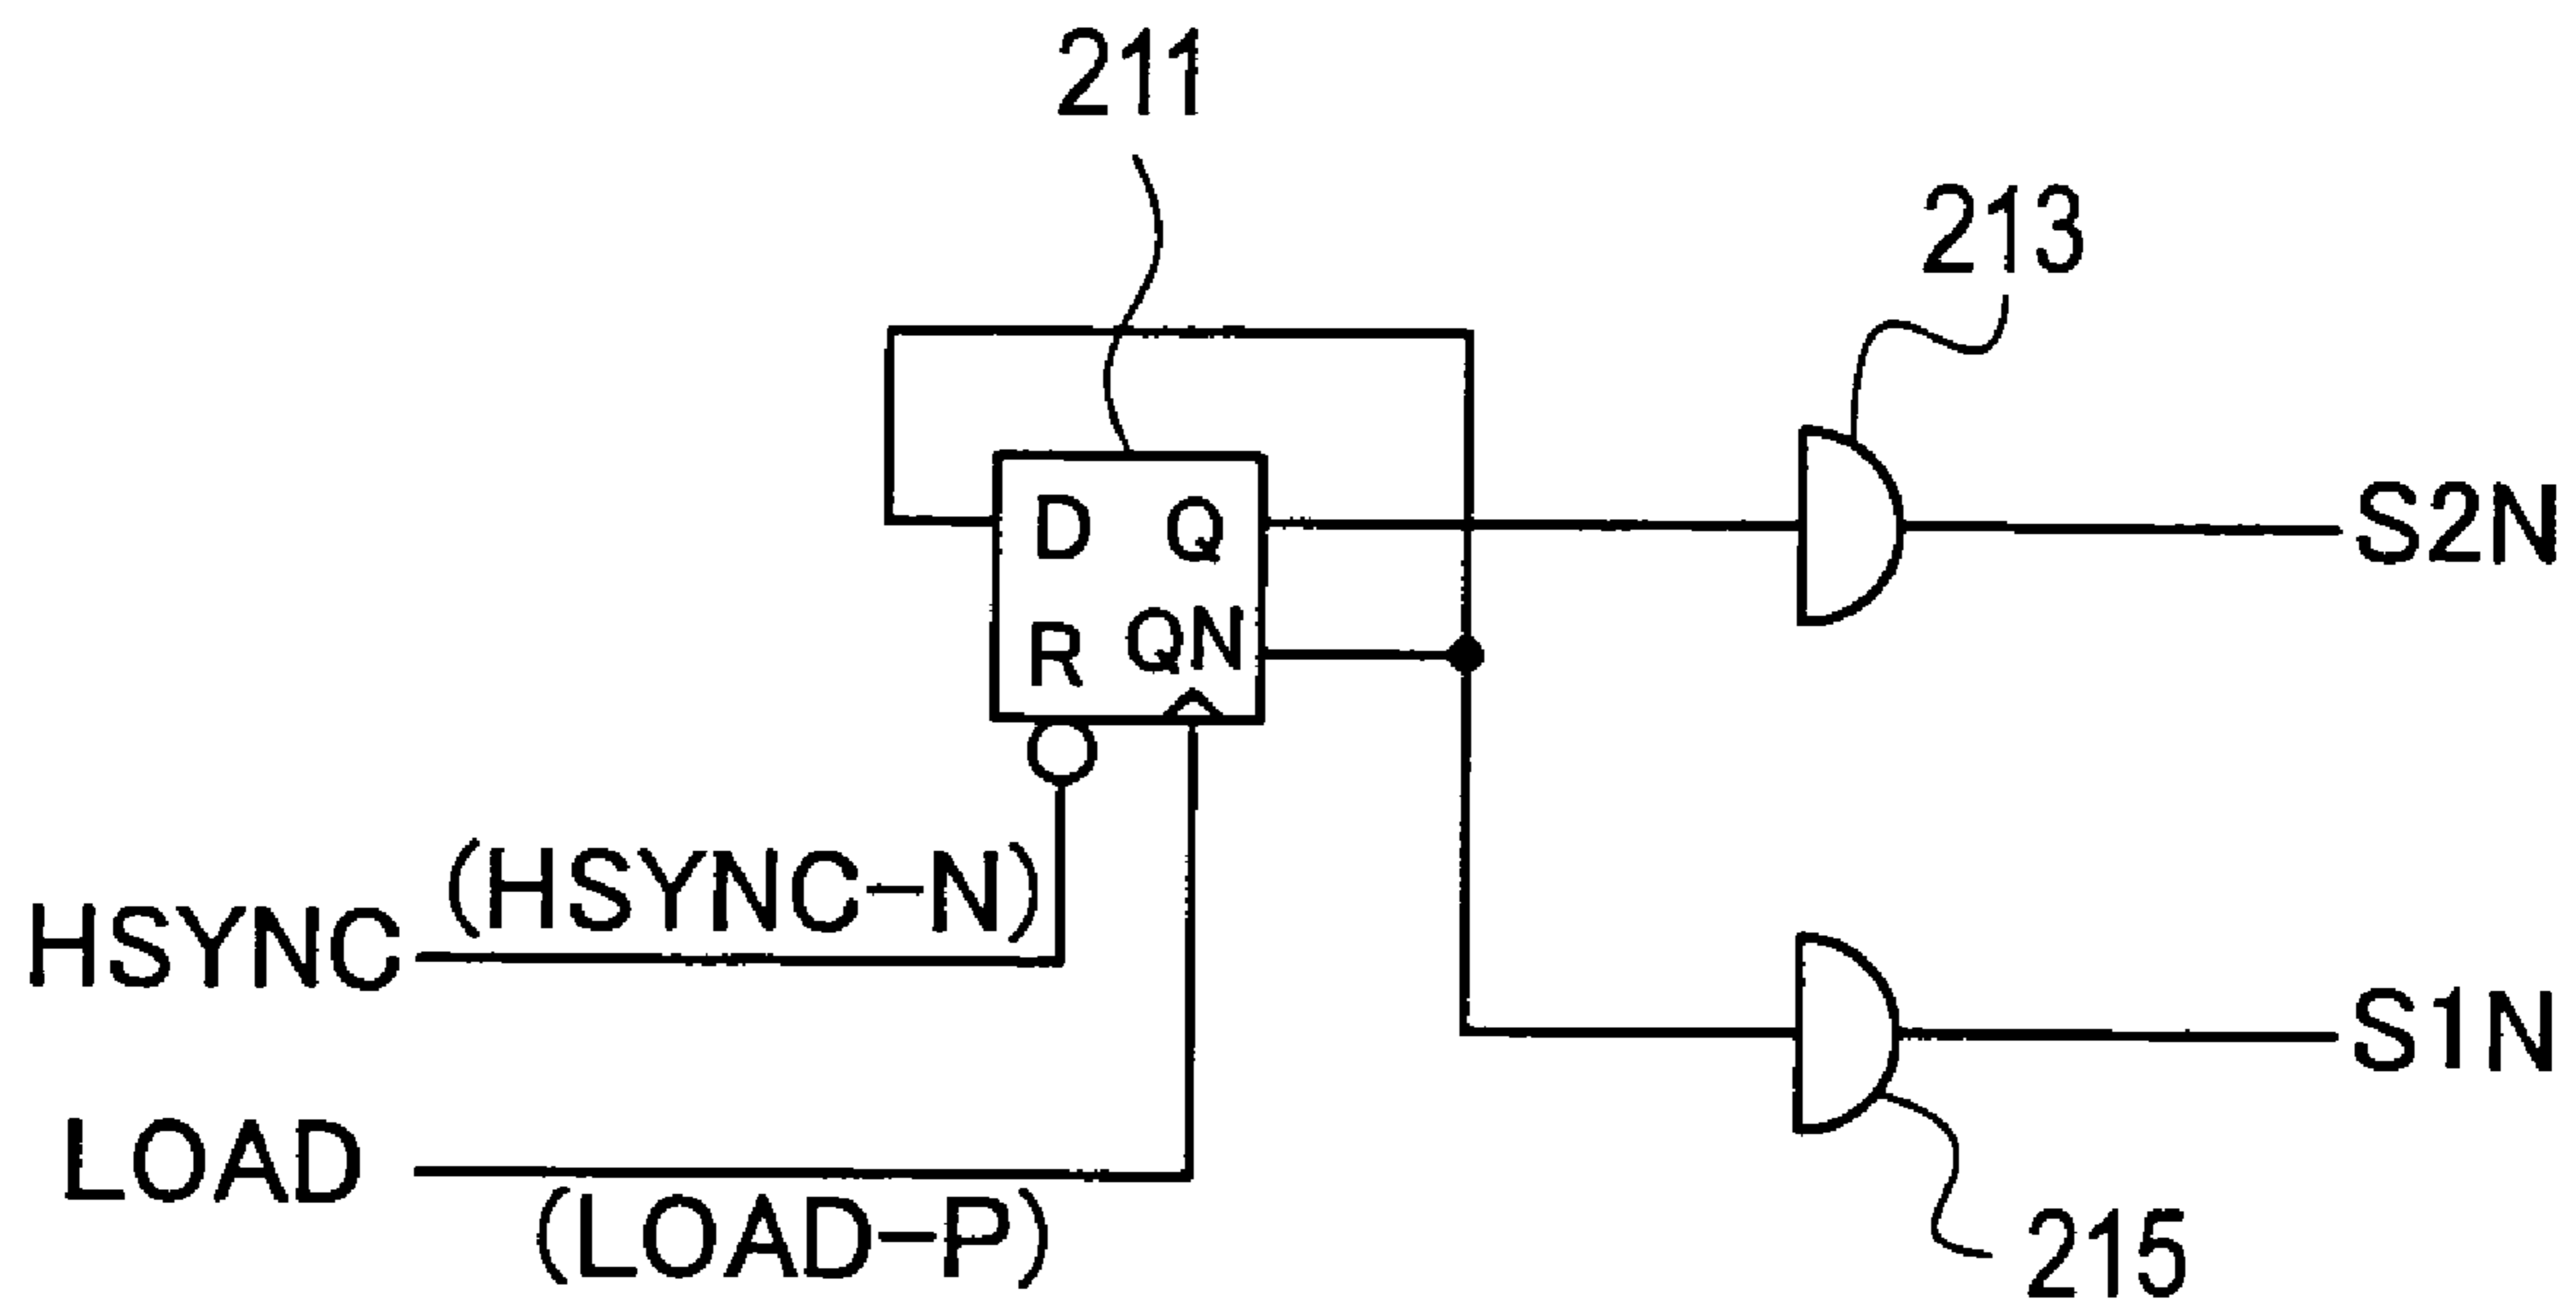 211
213
D Q
S2N
R QN
(HSYNC-N)
HSYNC
S1N
LOAD
(LOAD-P)
215